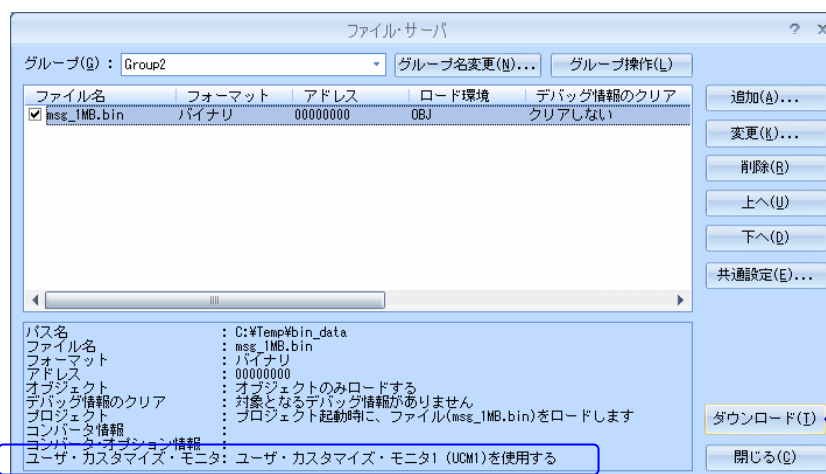 ファイル・サーバ ? x
グループ(G) : Group2 グループ名変更(N)... グループ操作(L)
ファイル名 フォーマット アドレス ロード環境 デバッグ情報のクリア
msg_1MB.bin バイナリ 00000000 OBJ クリアしない
追加(A)...
変更(K)...
削除(R)
上へ(U)
下へ(D)
共通設定(E)...
パス名 : C:¥Temp¥bin_data
ファイル名 : msg_1MB.bin
フォーマット : バイナリ
アドレス : 00000000
オブジェクト : オブジェクトのみロードする
デバッグ情報のクリア : 対象となるデバッグ情報がありません
プロジェクト : プロジェクト起動時に、ファイル(msg_1MB.bin)をロードします
コンバータ情報 :
コンバータ・オプション情報 :
ユーザ・カスタマイズ・モニタ: ユーザ・カスタマイズ・モニタ1 (UCM1)を使用する
ダウンロード(T)
閉じる(C)